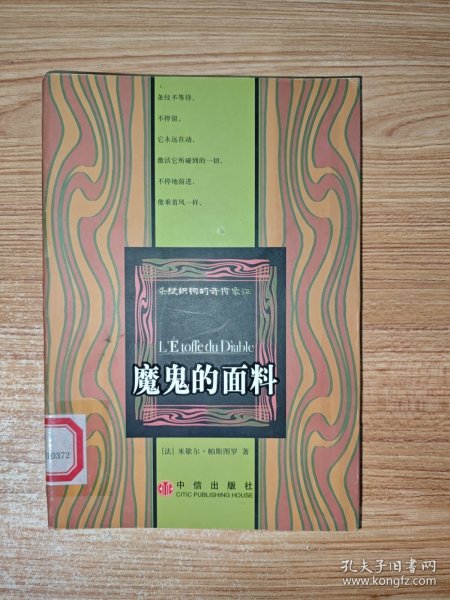 条纹不等待，
不停留。
它永远在动，
激活它所碰到的一切，
不停地前进，
像乘着风一样。
条纹织物的奇特象征
L'Étoffe du Diable
魔鬼的面料
[法] 米歇尔·帕斯图罗 著
中信出版社
CITIC PUBLISHING HOUSE
0372
孔夫子旧书网
www.kongfz.com